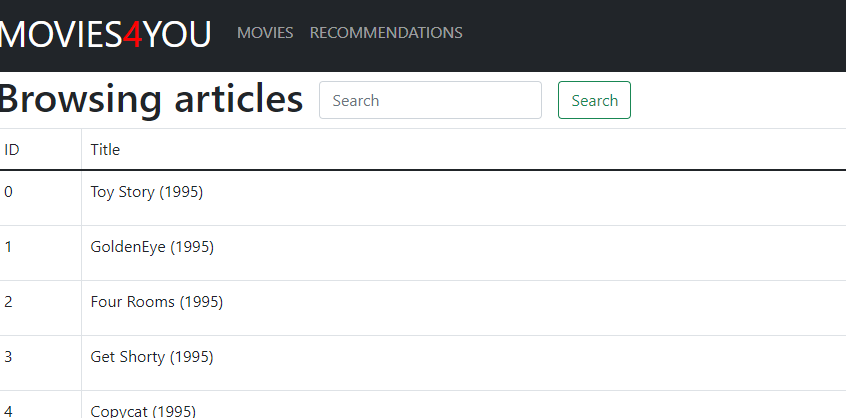 MOVIES4YOU MOVIES RECOMMENDATIONS
Browsing articles Search Search
ID Title
0 Toy Story (1995)
1 GoldenEye (1995)
2 Four Rooms (1995)
3 Get Shorty (1995)
4 Copycat (1995)